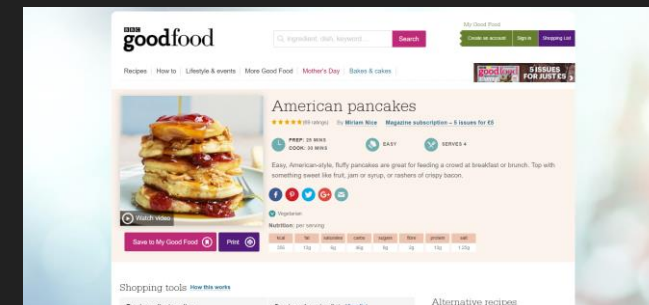 My Good Food
BBC
goodfood
ingredient, dish, keyword...
Search
Create an account
Sign in
Shopping List
Recipes
How to
Lifestyle & events
More Good Food
Mother's Day
Bakes & cakes
goodfood
5 ISSUES
FOR JUST £5
American pancakes
By Miriam Nice
Magazine subscription – 5 issues for £5
PREP: 20 MINS
COOK: 30 MINS
EASY
SERVES 4
Easy, American-style, fluffy pancakes are great for feeding a crowd at breakfast or brunch. Top with
something sweet like fruit, jam or syrup, or rashers of crispy bacon.
Watch video
Vegetarian
Nutrition: per serving
kcal
fat
saturates
carbs
sugars
fibre
protein
salt
Save to My Good Food
Print
Shopping tools
How this works
Alternative recipes